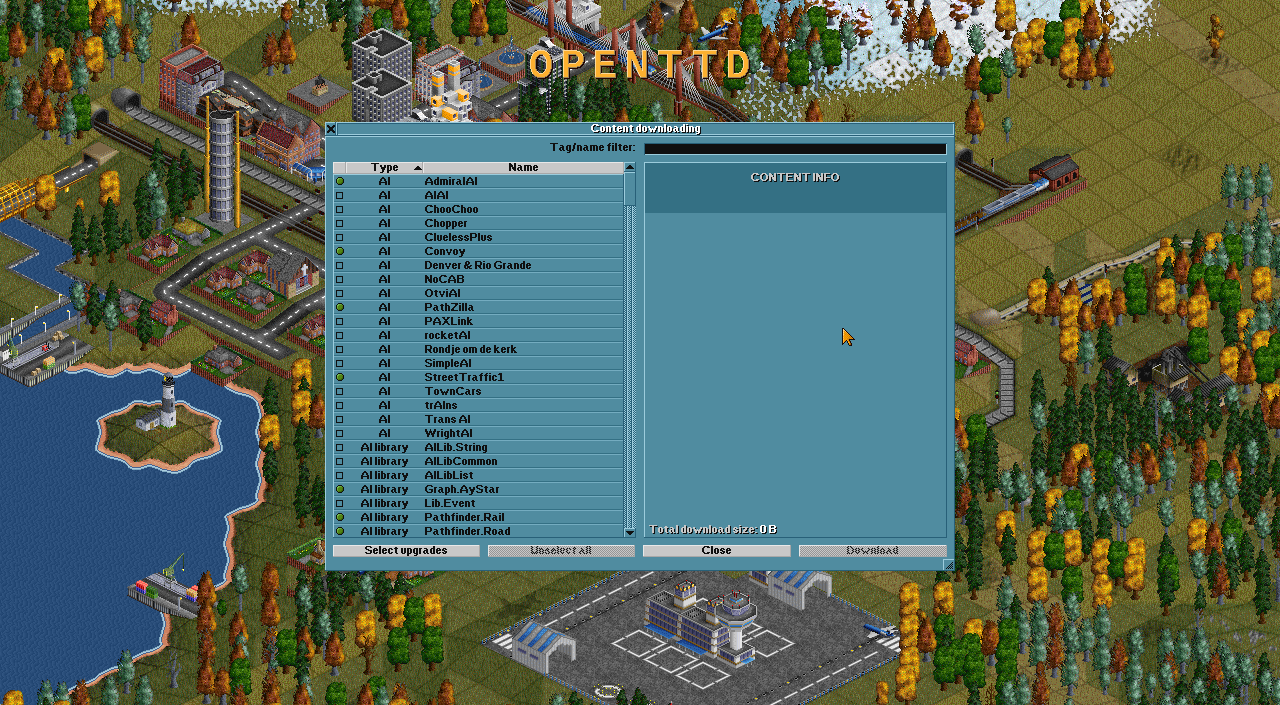 OPENTTD
Content downloading
Tag/name filter:
Type Name
CONTENT INFO
AI AdmiralAI
AI AIAI
AI ChooChoo
AI Chopper
AI CluelessPlus
AI Convoy
AI Denver & Rio Grande
AI NoCAB
AI OtviAI
AI PathZilla
AI PAXLink
AI rocketAI
AI Rondje om de kerk
AI SimpleAI
AI StreetTraffic1
AI TownCars
AI trAIns
AI Trans AI
AI WrightAI
AI library AILib.String
AI library AILibCommon
AI library AILibList
AI library Graph.AyStar
AI library Lib.Event
AI library Pathfinder.Rail
AI library Pathfinder.Road
Total download size: 0 B
Select upgrades Unselect all Close Download